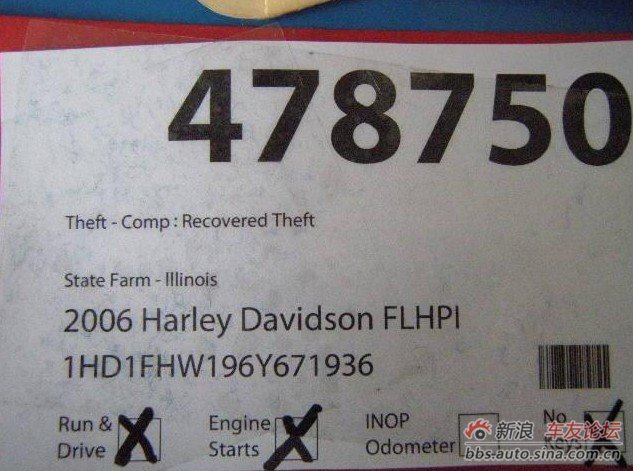 478750
Theft - Comp : Recovered Theft
State Farm - Illinois
2006 Harley Davidson FLHPI
1HD1FHW196Y671936
Run & Drive
Engine Starts
INOP Odometer
No
新浪 车友论坛
bbs.auto.sina.com.cn